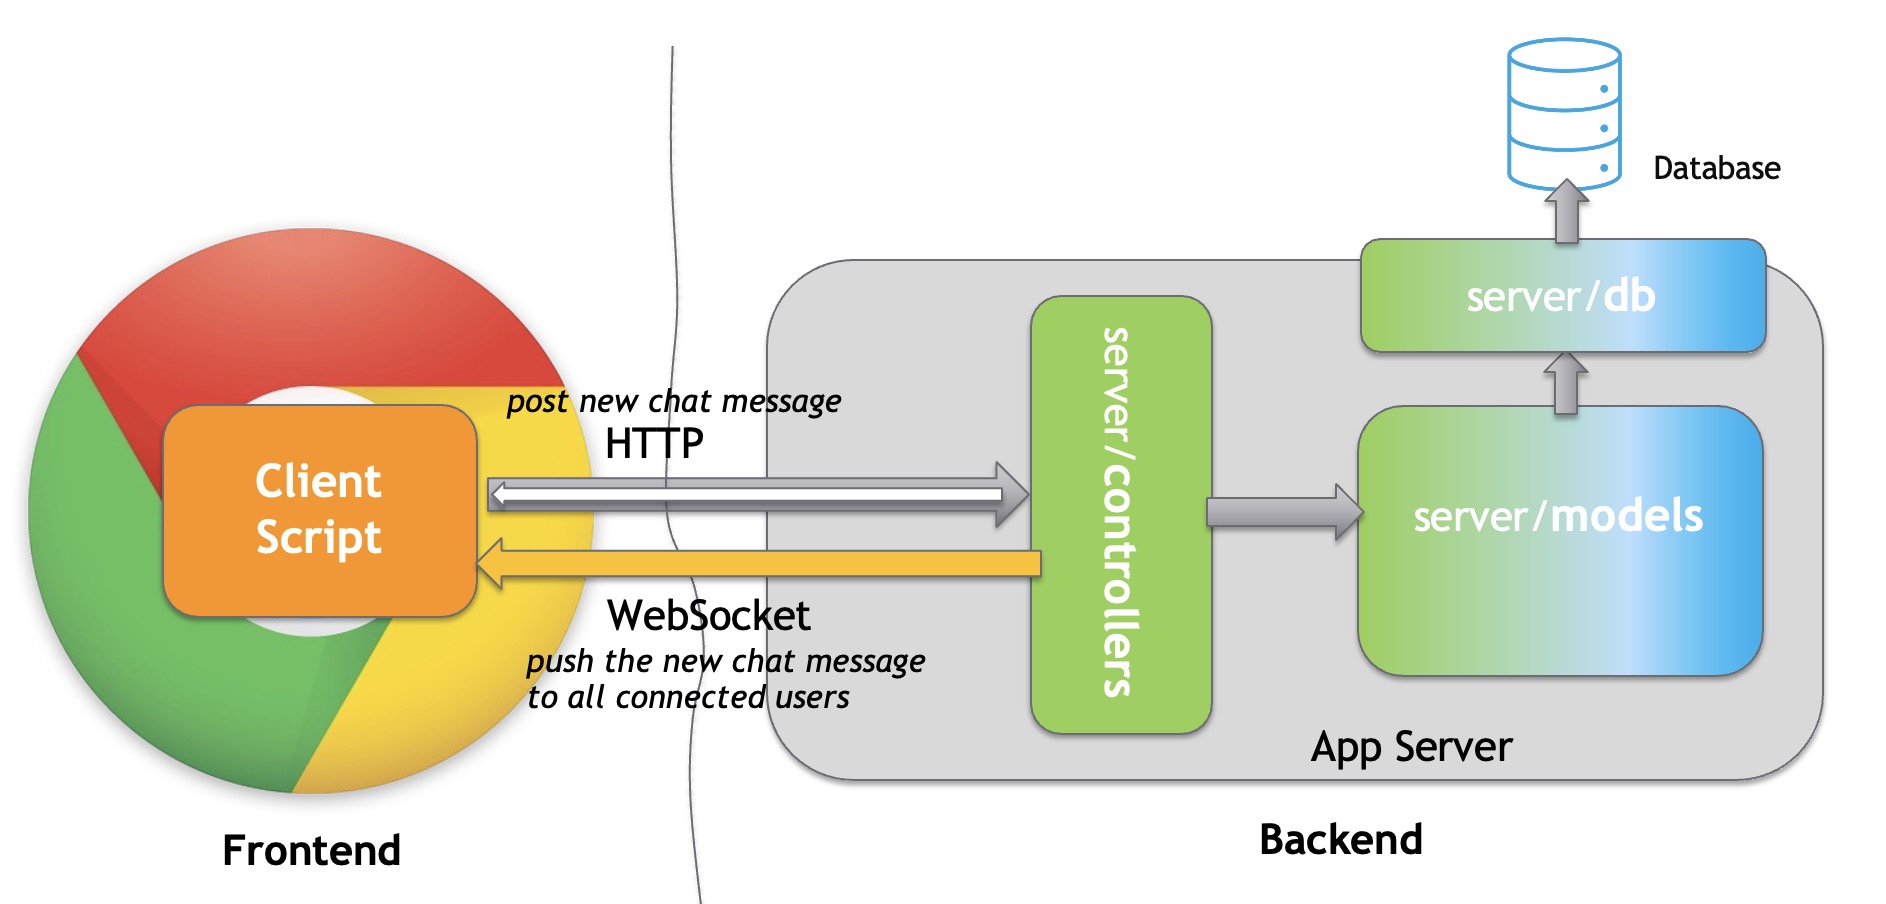 Database
server/db
post new chat message
HTTP
Client
Script
server/controllers
server/models
WebSocket
push the new chat message
to all connected users
App Server
Frontend
Backend